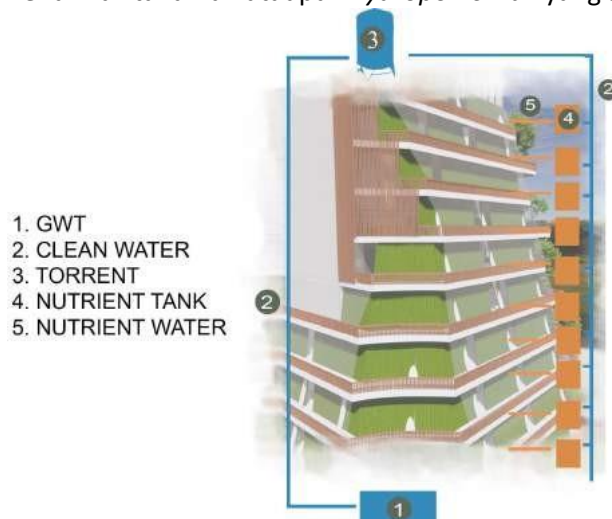 3
2
5
4
1. GWT
2. CLEAN WATER
3. TORRENT
4. NUTRIENT TANK
5. NUTRIENT WATER
2
1